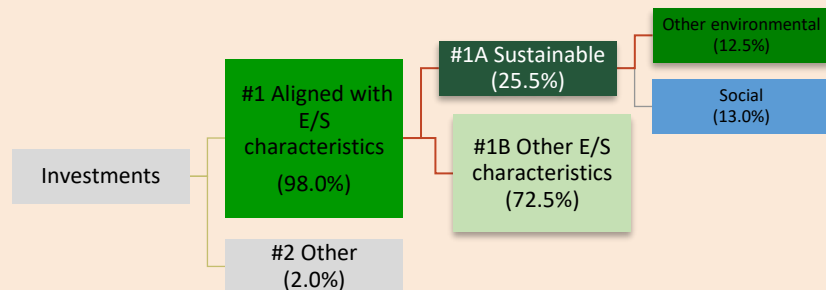 Investments
#1 Aligned with
E/S
characteristics
(98.0%)
#2 Other
(2.0%)
#1A Sustainable
(25.5%)
#1B Other E/S
characteristics
(72.5%)
Other environmental
(12.5%)
Social
(13.0%)